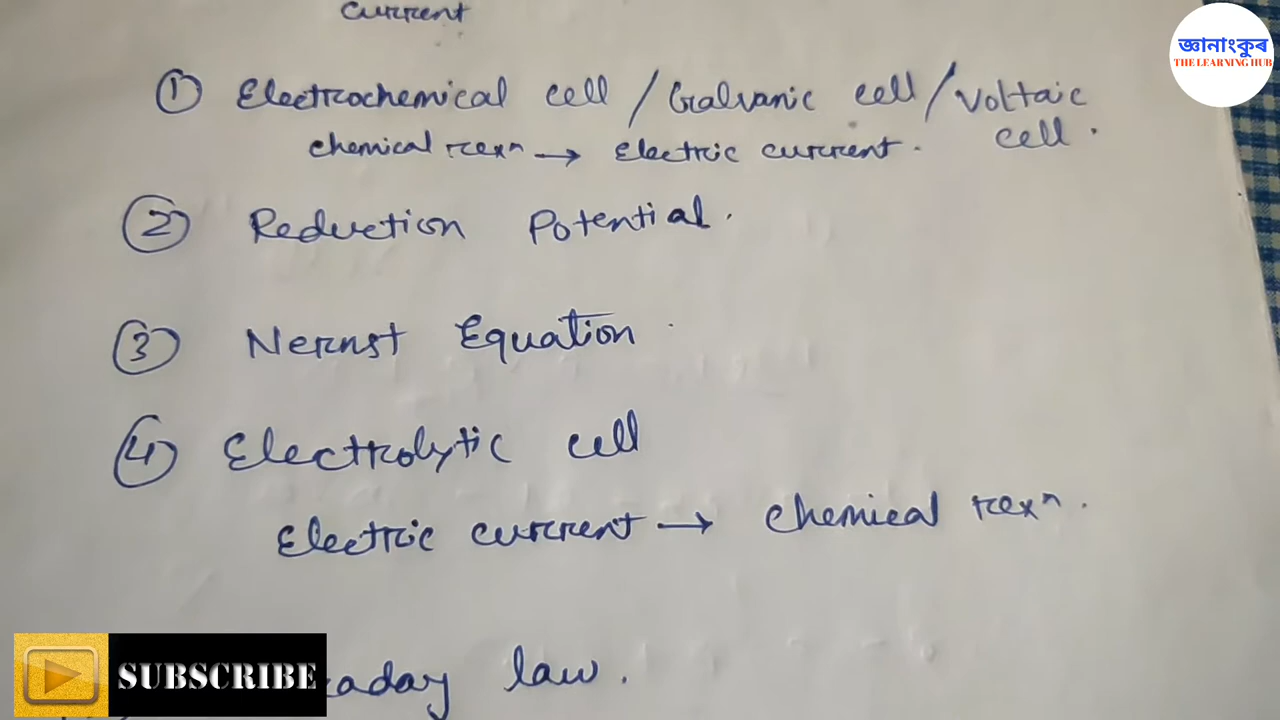 Current
জ্ঞানাংকুৰ
THE LEARNING HUB
① Electrochemical cell / Galvanic cell / Voltaic cell.
chemical rexn → Electric current.
② Reduction Potential.
③ Nernst Equation
④ Electrolytic cell
Electric current → chemical rexn.
law.
SUBSCRIBE